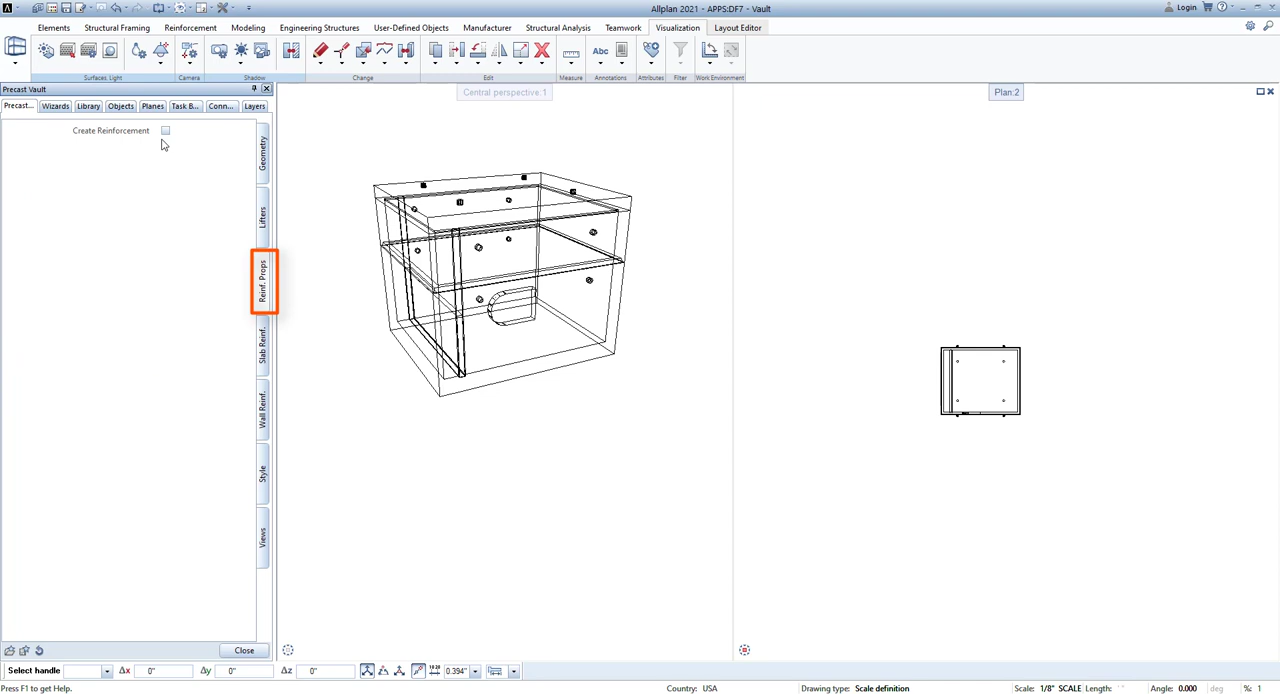 Allplan 2021 - APPS:DF7 - Vault
Login
Elements Structural Framing Reinforcement Modeling Engineering Structures User-Defined Objects Manufacturer Structural Analysis Teamwork Visualization Layout Editor
Abc
Surfaces, Light Camera Shadow Change Edit Measure Annotations Attributes Filter Work Environment
Precast Vault
Central perspective:1
Plan:2
Precast... Wizards Library Objects Planes Task B... Conn... Layers
Create Reinforcement
Geometry
Lifters
Reinf. Props
Slab Reinf.
Wall Reinf.
Style
Views
Close
Select handle Δx 0" Δy 0" Δz 0" 0.394"
Press F1 to get Help. Country: USA Drawing type: Scale definition Scale: 1/8" SCALE Length: Angle: 0.000 deg %: 1